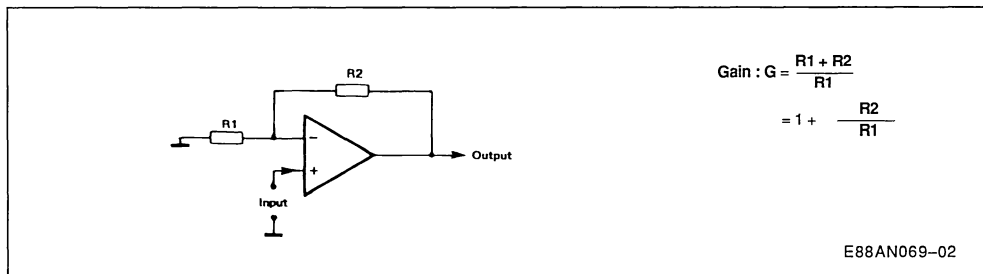 R2
R1
−
+
Output
Input
Gain : G = R1 + R2
R1
= 1 + R2
R1
E88AN069–02